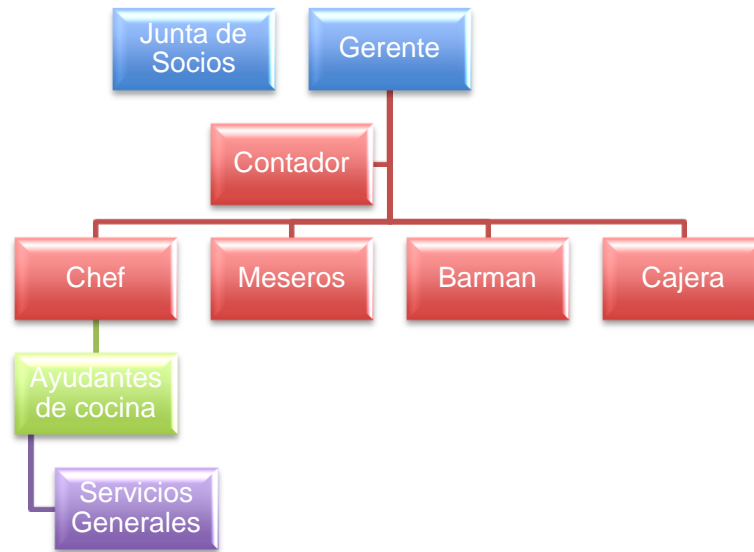 Junta de
Socios
Gerente
Contador
Chef
Meseros
Barman
Cajera
Ayudantes
de cocina
Servicios
Generales